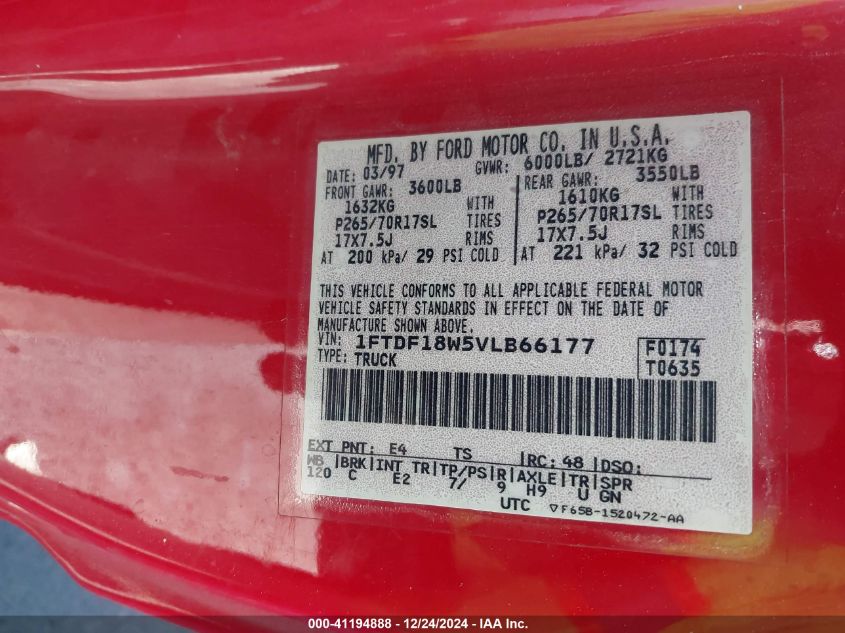 MFD. BY FORD MOTOR CO. IN U.S.A.
DATE: 03/97 GVWR: 6000LB/ 2721KG
FRONT GAWR: 3600LB REAR GAWR: 3550LB
1632KG WITH 1610KG WITH
P265/70R17SL TIRES P265/70R17SL TIRES
17X7.5J RIMS 17X7.5J RIMS
AT 200 kPa/ 29 PSI COLD AT 221 kPa/ 32 PSI COLD
THIS VEHICLE CONFORMS TO ALL APPLICABLE FEDERAL MOTOR
VEHICLE SAFETY STANDARDS IN EFFECT ON THE DATE OF
MANUFACTURE SHOWN ABOVE.
VIN: 1FTDF18W5VLB66177 F0174
TYPE: TRUCK T0635
EXT PNT: E4 TS RC: 48 DSO:
WB BRK INT TR TP/PS R AXLE TR SPR
120 C E2 7/ 9 H9 U GN
UTC ▽F65B-1520472-AA
000-41194888 - 12/24/2024 - IAA Inc.